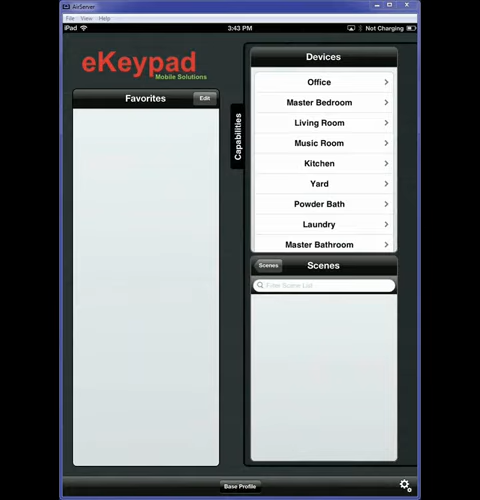 AirServer
File View Help
iPad 3:43 PM Not Charging
eKeypad
Mobile Solutions
Favorites
Edit
Capabilities
Devices
Office
Master Bedroom
Living Room
Music Room
Kitchen
Yard
Powder Bath
Laundry
Master Bathroom
Scenes
Scenes
Filter Scene List
Base Profile